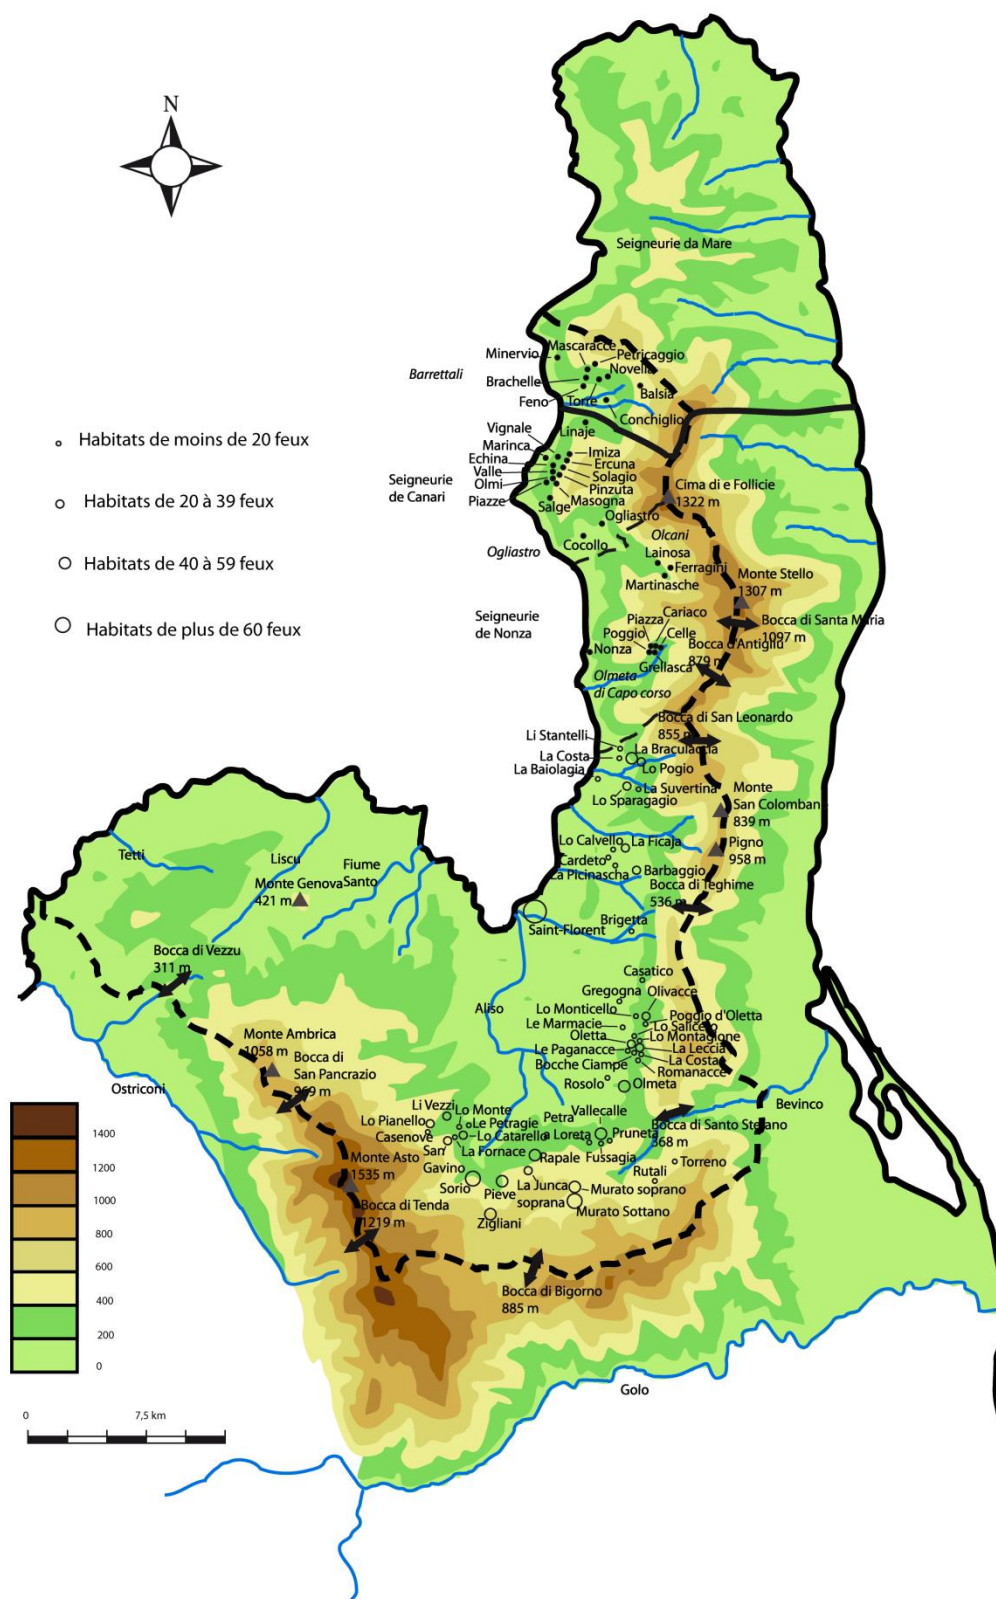 N
Seigneurie da Mare
Mascaracce
Minervio
Petricaggio
Novella
Barrettali
Brachelle
Balsia
Feno
Torre
Conchiglio
Vignale
Linaje
Habitats de moins de 20 feux
Marinca
Imiza
Echina
Ercuna
Valle
Solagio
Seigneurie
de Canari
Olmi
Pinzuta
Cima di e Follicie
1322 m
Piazze
Masogna
Salge
Habitats de 20 à 39 feux
Ogliastro
Olcani
Cocollo
Ogliastro
Lainosa
Ferragini
Habitats de 40 à 59 feux
Martinasche
Monte Stello
1307 m
Cariaco
Seigneurie
de Nonza
Piazza
Bocca di Santa Maria
1097 m
Habitats de plus de 60 feux
Poggio
Celle
Bocca d'Antigliu
879 m
Nonza
Grellasca
Olmeta
di Capo corso
Bocca di San Leonardo
855 m
Li Stantelli
La Costa
La Braculaccia
La Baiolagia
Lo Pogio
La Suvertina
Monte
San Colomban
839 m
Lo Sparagagio
Lo Calvello
La Ficaja
Pigno
958 m
Tetti
Liscu
Fiume
Santo
Cardeto
La Picinascha
Barbaggio
Monte Genova
421 m
Bocca di Teghime
536 m
Brigetta
Saint-Florent
Bocca di Vezzu
311 m
Casatico
Gregogna
Olivacce
Aliso
Lo Monticello
Poggio d'Oletta
Le Marmacie
Lo Salice
Monte Ambrica
1058 m
Oletta
Lo Montagione
Le Paganacce
La Leccia
Bocca di
San Pancrazio
969 m
Bocche Ciampe
La Costa
Romanacce
Ostriconi
Rosolo
Olmeta
Li Vezzi
Lo Monte
Petra
Vallecalle
Bevinco
1400
Lo Pianello
Le Petragie
Bocca di Santo Stefano
368 m
Casenove
Lo Catarello
a Loreta
Pruneta
San
Gavino
La Fornace
Rapale
Fussagia
1200
Monte Asto
1535 m
Torreno
Rutali
1000
Sorio
Pieve
La Junca
soprana
Murato soprano
Bocca di Tenda
1219 m
Murato Sottano
800
Zigliani
600
Bocca di Bigorno
885 m
400
200
0
Golo
0
7,5 km